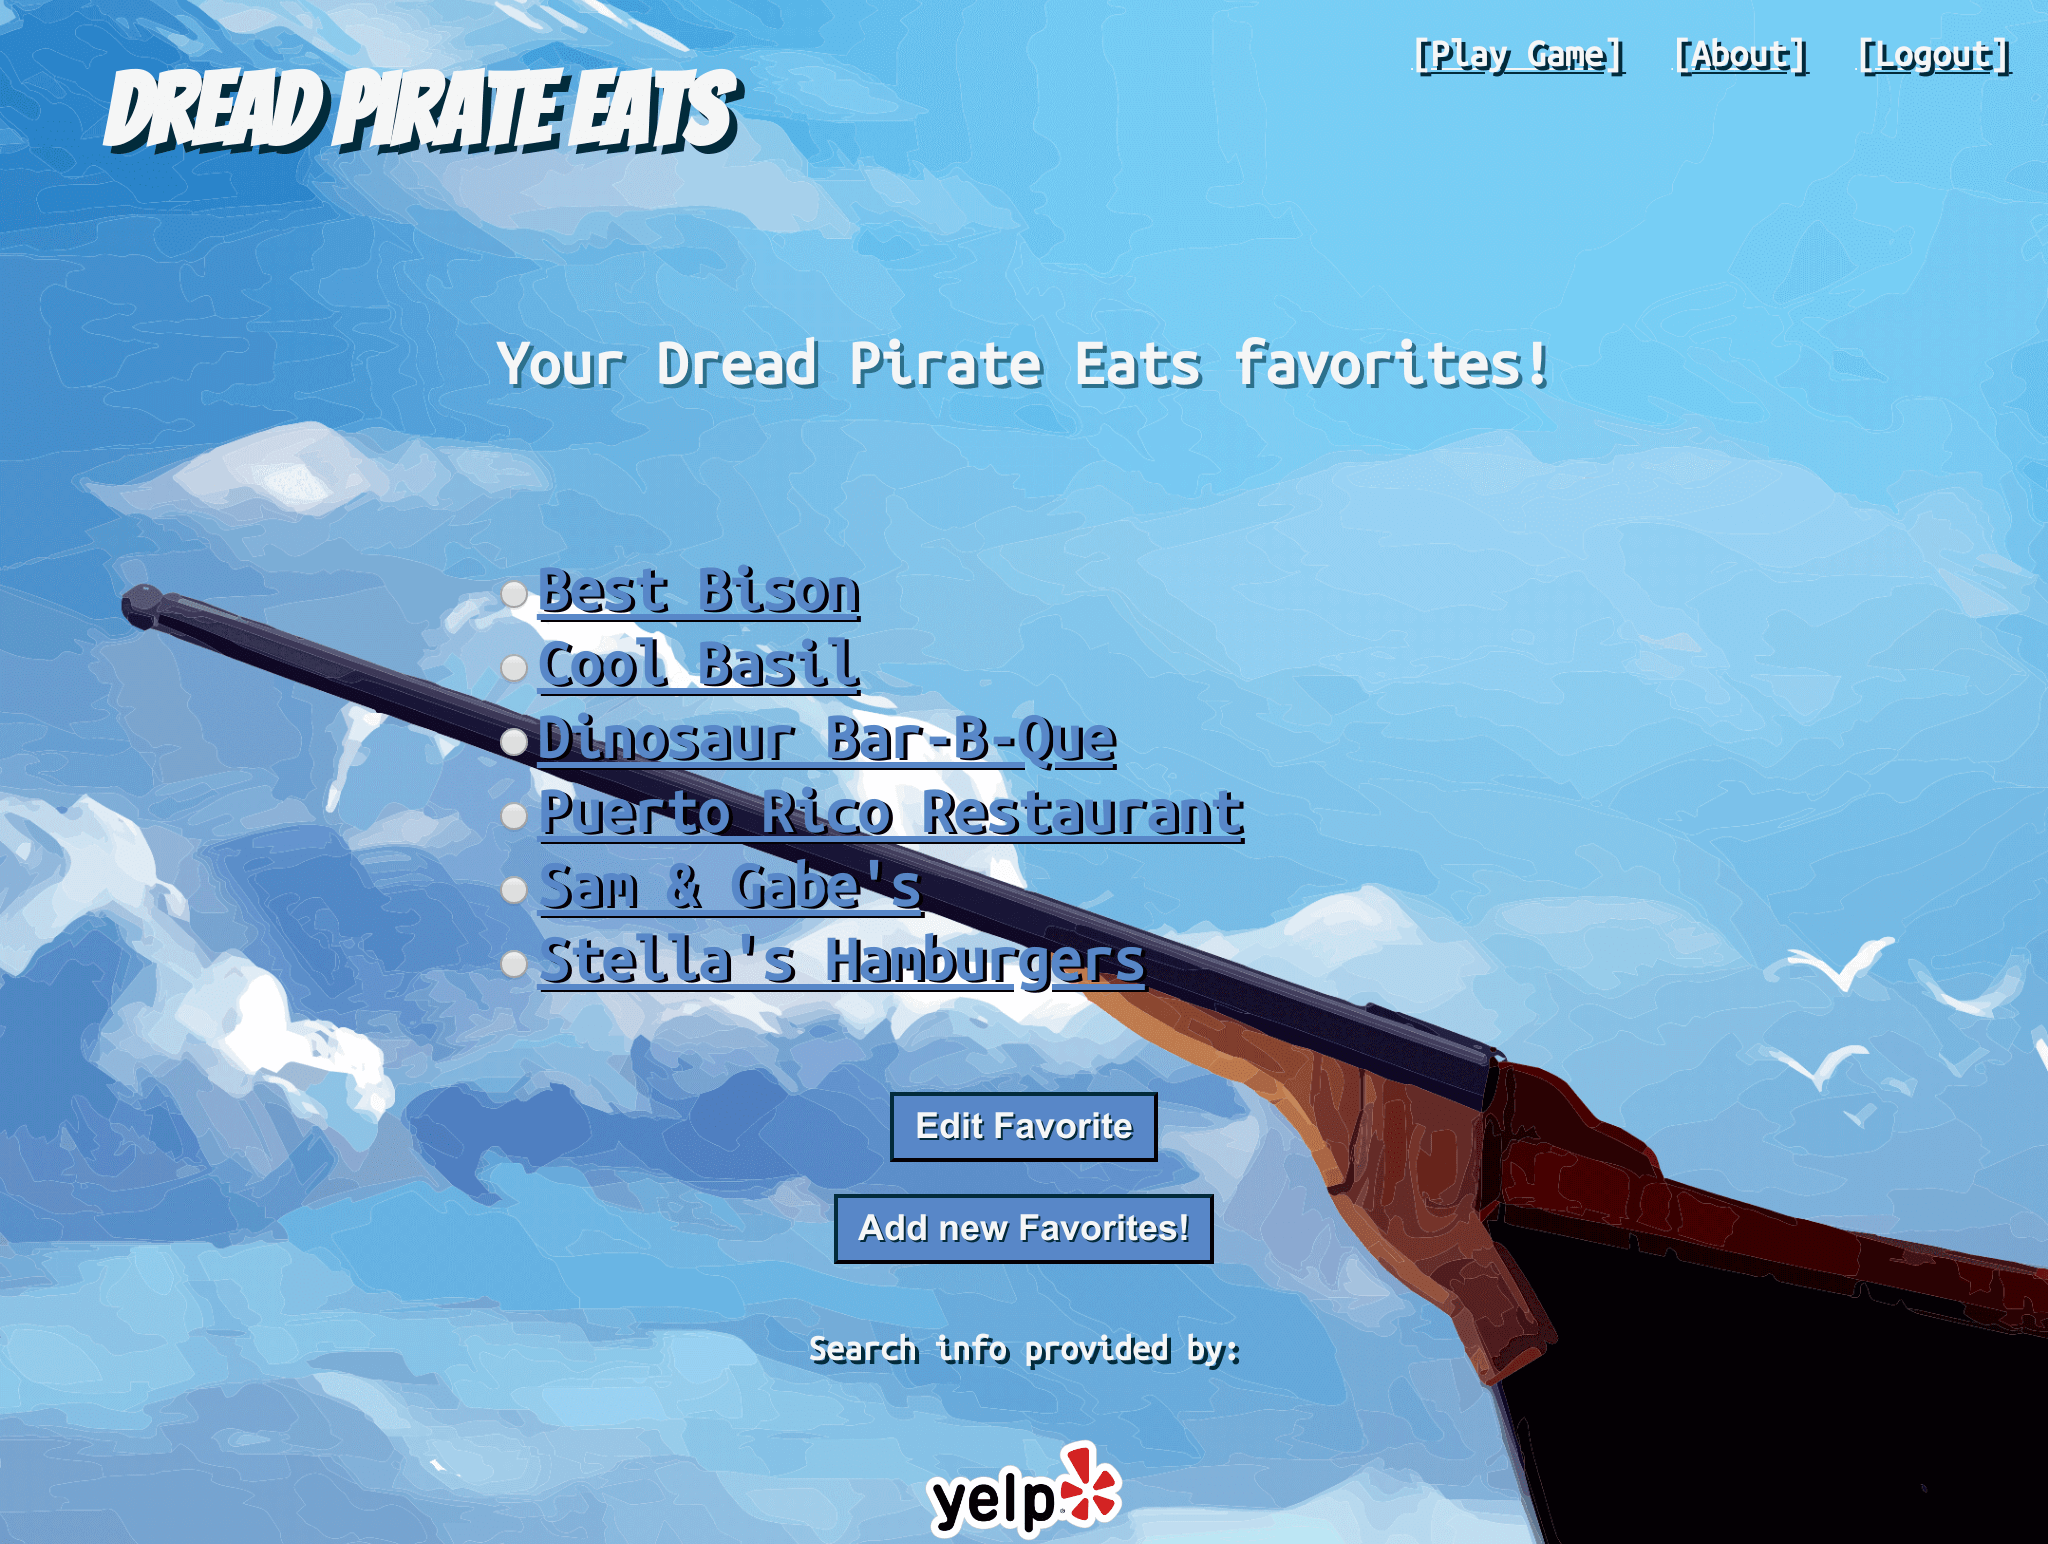 [Play Game] [About] [Logout]
DREAD PIRATE EATS
Your Dread Pirate Eats favorites!
Best Bison
Cool Basil
Dinosaur Bar-B-Que
Puerto Rico Restaurant
Sam & Gabe's
Stella's Hamburgers
Edit Favorite
Add new Favorites!
Search info provided by:
yelp